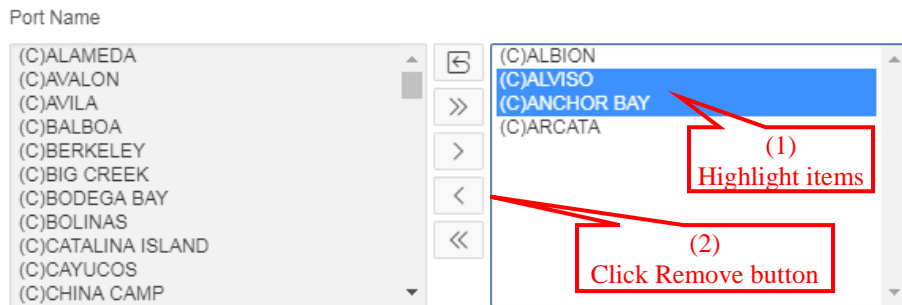 Port Name
(C)ALAMEDA
(C)AVALON
(C)AVILA
(C)BALBOA
(C)BERKELEY
(C)BIG CREEK
(C)BODEGA BAY
(C)BOLINAS
(C)CATALINA ISLAND
(C)CAYUCOS
(C)CHINA CAMP
(C)ALBION
(C)ALVISO
(C)ANCHOR BAY
(C)ARCATA
(1)
Highlight items
(2)
Click Remove button